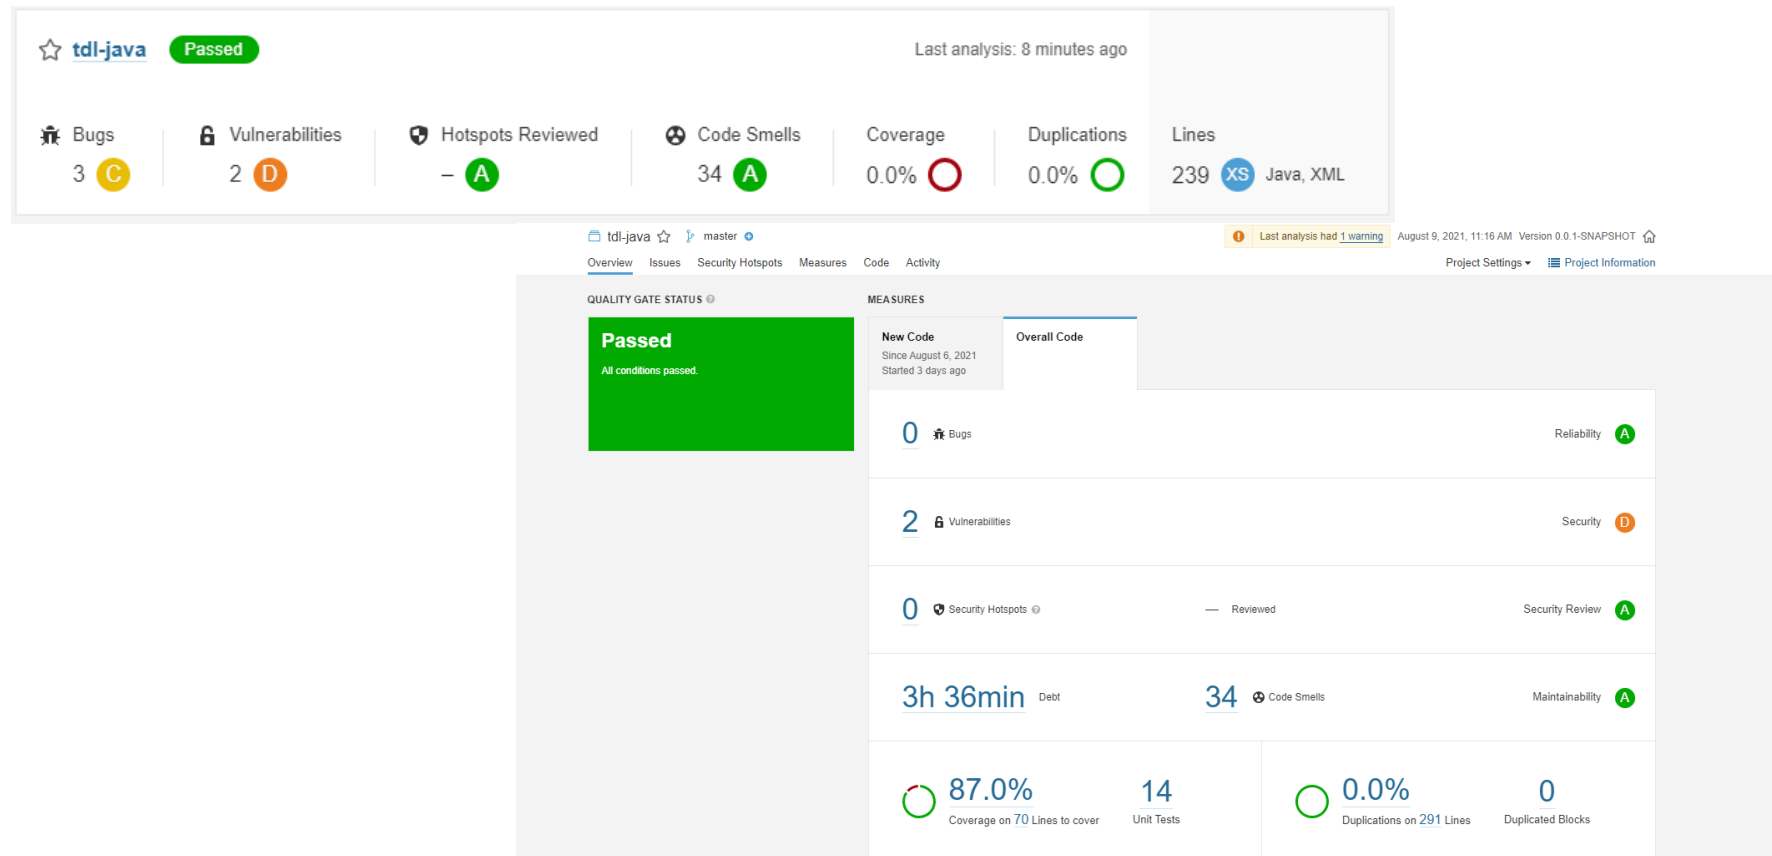 tdl-java Passed Last analysis: 8 minutes ago
Bugs Vulnerabilities Hotspots Reviewed Code Smells Coverage Duplications Lines
3 C 2 D – A 34 A 0.0% 0.0% 239 XS Java, XML
tdl-java master Last analysis had 1 warning August 9, 2021, 11:16 AM Version 0.0.1-SNAPSHOT
Overview Issues Security Hotspots Measures Code Activity Project Settings Project Information
QUALITY GATE STATUS ? MEASURES
Passed
All conditions passed.
New Code Overall Code
Since August 6, 2021
Started 3 days ago
0 Bugs Reliability A
2 Vulnerabilities Security D
0 Security Hotspots ? — Reviewed Security Review A
3h 36min Debt 34 Code Smells Maintainability A
87.0% 14 0.0% 0
Coverage on 70 Lines to cover Unit Tests Duplications on 291 Lines Duplicated Blocks